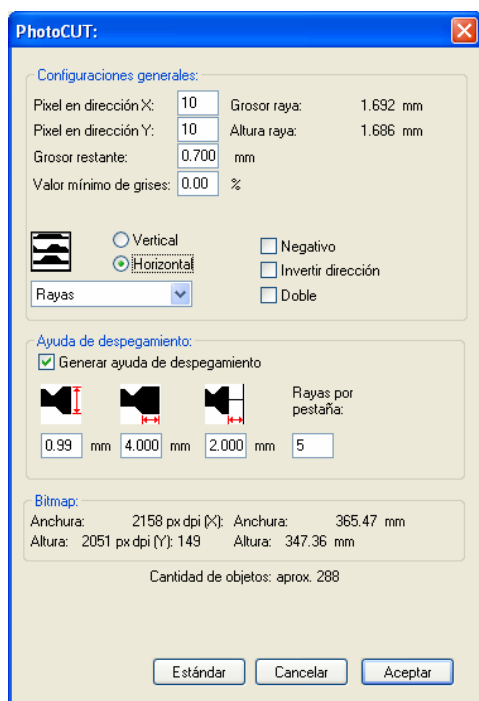 PhotoCUT:
Configuraciones generales:
Pixel en dirección X: 10 Grosor raya: 1.692 mm
Pixel en dirección Y: 10 Altura raya: 1.686 mm
Grosor restante: 0.700 mm
Valor mínimo de grises: 0.00 %
Vertical
Negativo
Horizontal
Invertir dirección
Rayas
Doble
Ayuda de despegamiento:
Generar ayuda de despegamiento
Rayas por
pestaña:
0.99 mm 4.000 mm 2.000 mm 5
Bitmap:
Anchura: 2158 px dpi (X): Anchura: 365.47 mm
Altura: 2051 px dpi (Y): 149 Altura: 347.36 mm
Cantidad de objetos: aprox. 288
Estándar Cancelar Aceptar